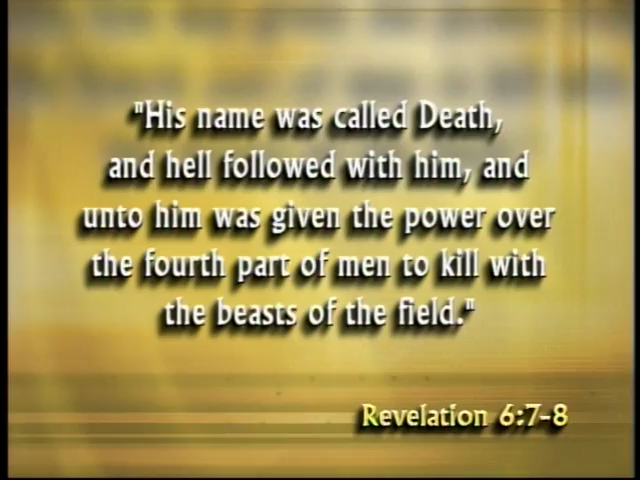 "His name was called Death,
and hell followed with him, and
unto him was given the power over
the fourth part of men to kill with
the beasts of the field."
Revelation 6:7-8